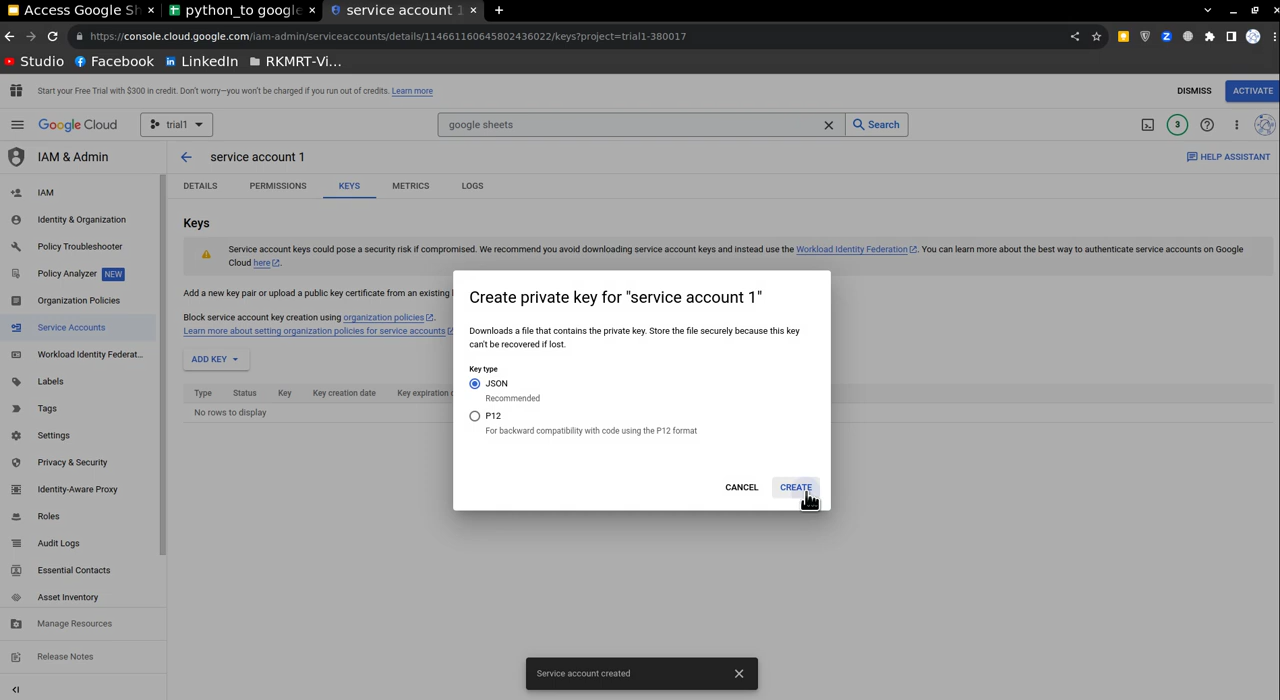 Access Google Sh
python_to google
service account 1
https://console.cloud.google.com/iam-admin/serviceaccounts/details/114661160645802436022/keys?project=trial1-380017
Studio
Facebook
LinkedIn
RKMRT-Vi...
Start your Free Trial with $300 in credit. Don't worry—you won't be charged if you run out of credits. Learn more
DISMISS
ACTIVATE
Google Cloud
trial1
google sheets
Search
3
IAM & Admin
service account 1
HELP ASSISTANT
IAM
Identity & Organization
Policy Troubleshooter
Policy Analyzer NEW
Organization Policies
Service Accounts
Workload Identity Federat...
Labels
Tags
Settings
Privacy & Security
Identity-Aware Proxy
Roles
Audit Logs
Essential Contacts
Asset Inventory
Manage Resources
Release Notes
DETAILS
PERMISSIONS
KEYS
METRICS
LOGS
Keys
Service account keys could pose a security risk if compromised. We recommend you avoid downloading service account keys and instead use the Workload Identity Federation. You can learn more about the best way to authenticate service accounts on Google
Cloud here.
Add a new key pair or upload a public key certificate from an existing
Block service account key creation using organization policies.
Learn more about setting organization policies for service accounts
ADD KEY
Type
Status
Key
Key creation date
Key expiration
No rows to display
Create private key for "service account 1"
Downloads a file that contains the private key. Store the file securely because this key
can't be recovered if lost.
Key type
JSON
Recommended
P12
For backward compatibility with code using the P12 format
CANCEL
CREATE
Service account created